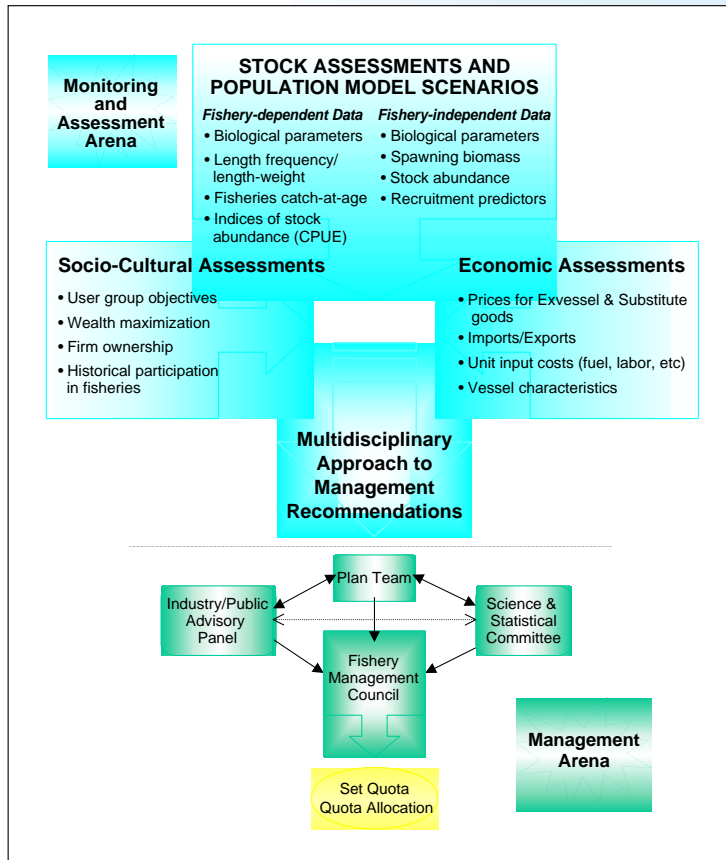 Monitoring
and
Assessment
Arena
STOCK ASSESSMENTS AND
POPULATION MODEL SCENARIOS
Fishery-dependent Data
• Biological parameters
• Length frequency/
length-weight
• Fisheries catch-at-age
• Indices of stock
abundance (CPUE)
Fishery-independent Data
• Biological parameters
• Spawning biomass
• Stock abundance
• Recruitment predictors
Socio-Cultural Assessments
• User group objectives
• Wealth maximization
• Firm ownership
• Historical participation
in fisheries
Economic Assessments
• Prices for Exvessel & Substitute
goods
• Imports/Exports
• Unit input costs (fuel, labor, etc)
• Vessel characteristics
Multidisciplinary
Approach to
Management
Recommendations
Plan Team
Industry/Public
Advisory
Panel
Science &
Statistical
Committee
Fishery
Management
Council
Management
Arena
Set Quota
Quota Allocation